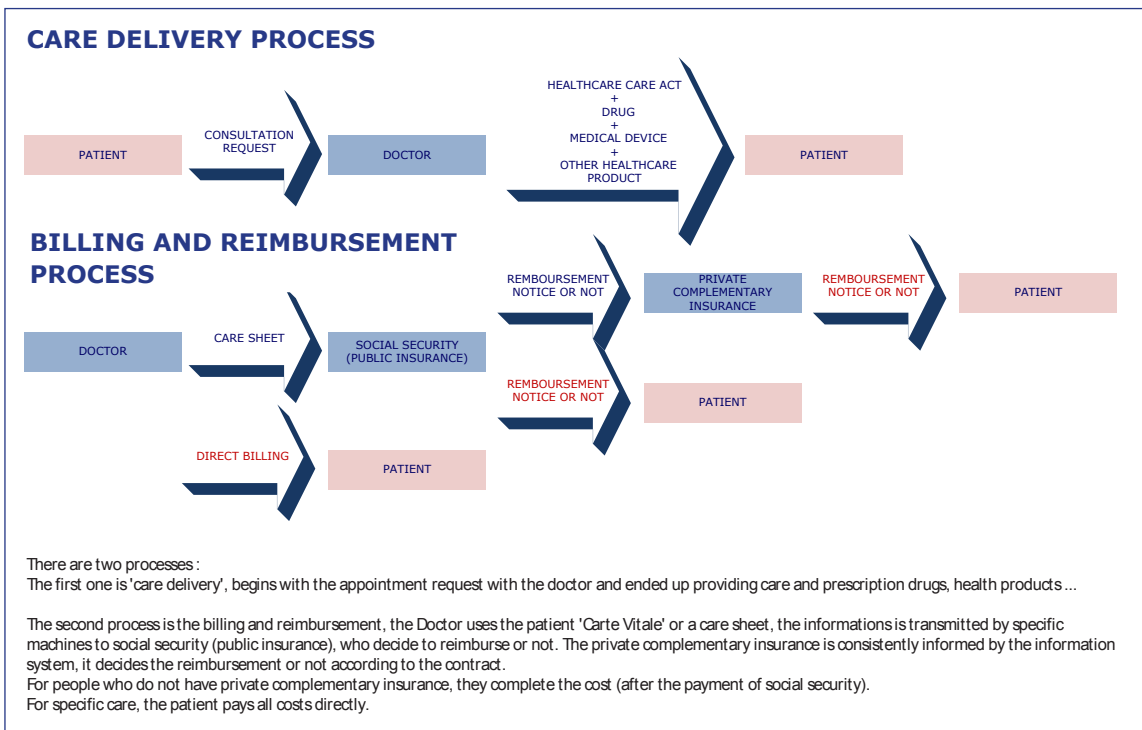 CARE DELIVERY PROCESS
PATIENT
CONSULTATION
REQUEST
DOCTOR
HEALTHCARE CARE ACT
+
DRUG
+
MEDICAL DEVICE
+
OTHER HEALTHCARE
PRODUCT
PATIENT
BILLING AND REIMBURSEMENT
PROCESS
DOCTOR
CARE SHEET
SOCIAL SECURITY
(PUBLIC INSURANCE)
REMBOURSEMENT
NOTICE OR NOT
PRIVATE
COMPLEMENTARY
INSURANCE
REMBOURSEMENT
NOTICE OR NOT
PATIENT
REMBOURSEMENT
NOTICE OR NOT
PATIENT
DIRECT BILLING
PATIENT
There are two processes :
The first one is 'care delivery', begins with the appointment request with the doctor and ended up providing care and prescription drugs, health products ...
The second process is the billing and reimbursement, the Doctor uses the patient 'Carte Vitale' or a care sheet, the informations is transmitted by specific
machines to social security (public insurance), who decide to reimburse or not. The private complementary insurance is consistently informed by the information
system, it decides the reimbursement or not according to the contract.
For people who do not have private complementary insurance, they complete the cost (after the payment of social security).
For specific care, the patient pays all costs directly.